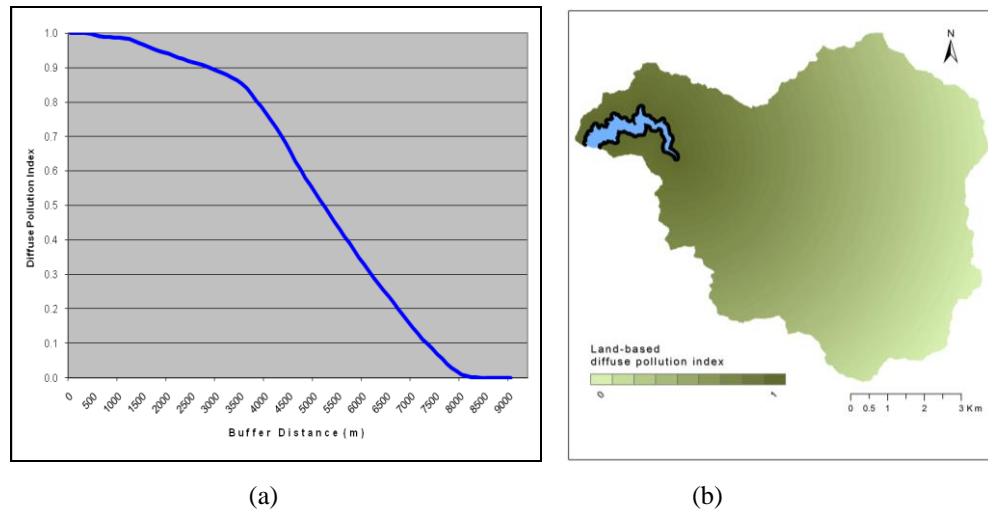 1.0
0.9
0.8
0.7
0.6
0.5
0.4
0.3
0.2
0.1
0.0
Diffuse Pollution Index
0 500 1000 1500 2000 2500 3000 3500 4000 4500 5000 5500 6000 6500 7000 7500 8000 8500 9000
Buffer Distance (m)
(a)
N
Land-based
diffuse pollution index
0 1
0 0.5 1 2 3 Km
(b)